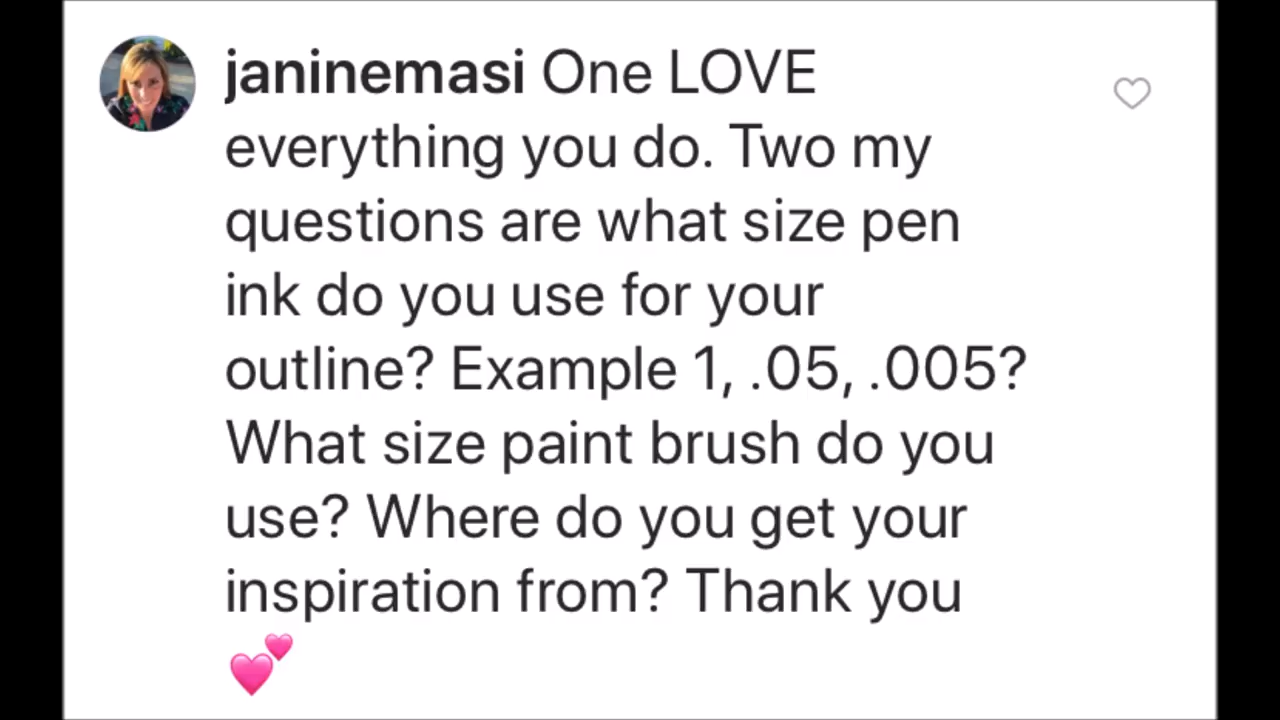 janinemasi One LOVE
everything you do. Two my
questions are what size pen
ink do you use for your
outline? Example 1, .05, .005?
What size paint brush do you
use? Where do you get your
inspiration from? Thank you
💕